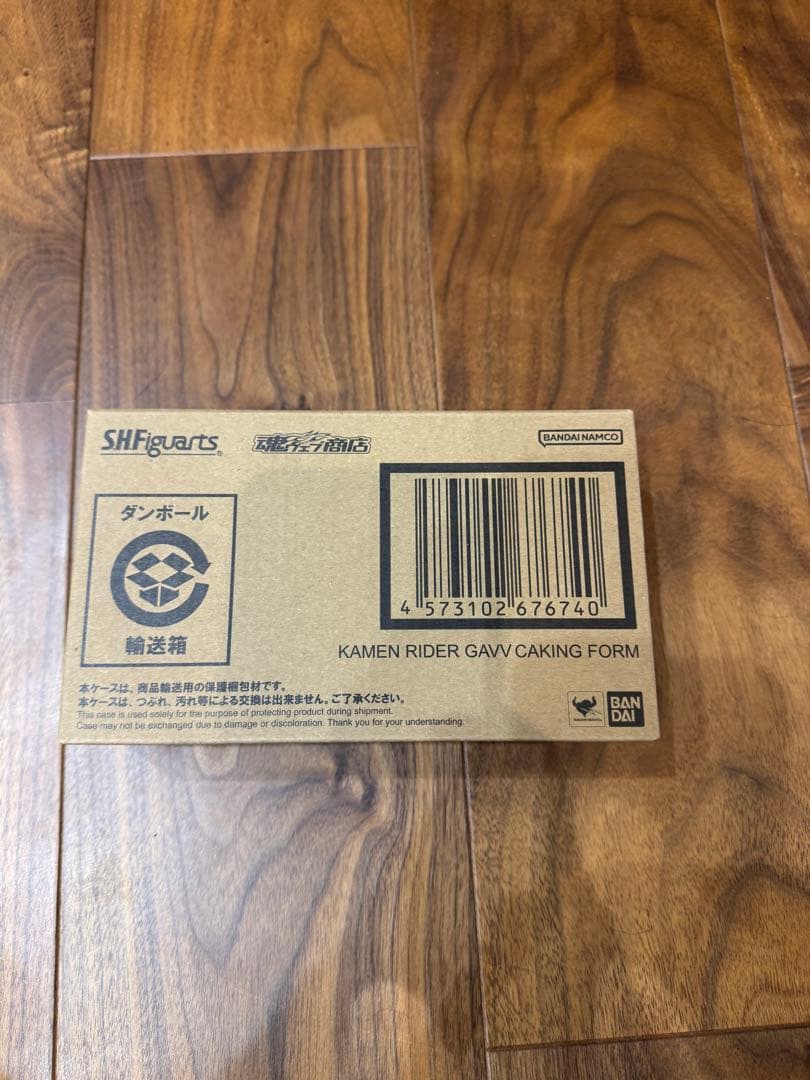 S.H.Figuarts
魂ウェブ商店
BANDAI NAMCO
ダンボール
輸送箱
4 573102 676740
KAMEN RIDER GAVV CAKING FORM
本ケースは、商品輸送用の保護梱包材です。
本ケースは、つぶれ、汚れ等による交換は出来ません。ご了承ください。
This case is used solely for the purpose of protecting product during shipment.
Case may not be exchanged due to damage or discoloration. Thank you for your understanding.
BAN
DAI